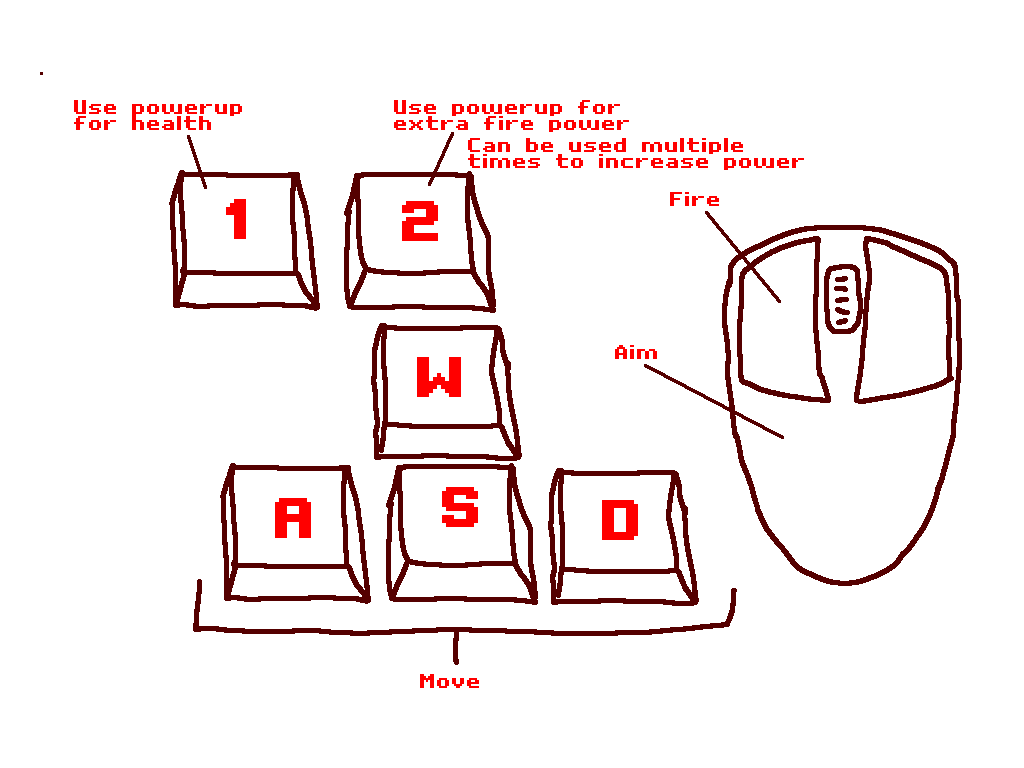 Use powerup
for health
Use powerup for
extra fire power
Can be used multiple
times to increase power
Fire
1
2
Aim
W
A
S
D
Move